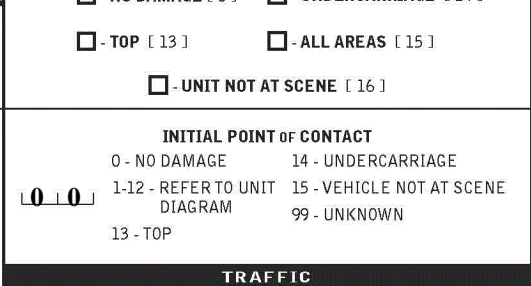 - TOP [ 13 ]
- ALL AREAS [ 15 ]
- UNIT NOT AT SCENE [ 16 ]
INITIAL POINT OF CONTACT
0 - NO DAMAGE
14 - UNDERCARRIAGE
0 0
1-12 - REFER TO UNIT DIAGRAM
15 - VEHICLE NOT AT SCENE
99 - UNKNOWN
13 - TOP
TRAFFIC